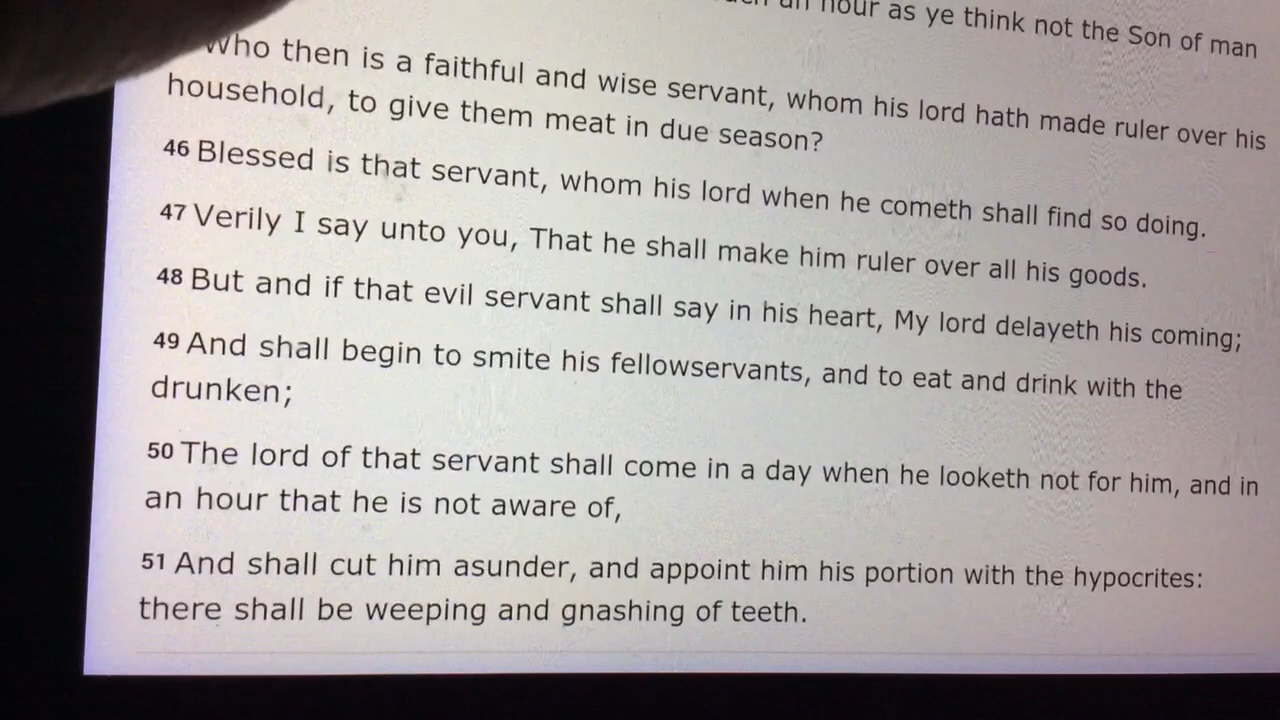 an hour as ye think not the Son of man
Who then is a faithful and wise servant, whom his lord hath made ruler over his
household, to give them meat in due season?
46 Blessed is that servant, whom his lord when he cometh shall find so doing.
47 Verily I say unto you, That he shall make him ruler over all his goods.
48 But and if that evil servant shall say in his heart, My lord delayeth his coming;
49 And shall begin to smite his fellowservants, and to eat and drink with the
drunken;
50 The lord of that servant shall come in a day when he looketh not for him, and in
an hour that he is not aware of,
51 And shall cut him asunder, and appoint him his portion with the hypocrites:
there shall be weeping and gnashing of teeth.